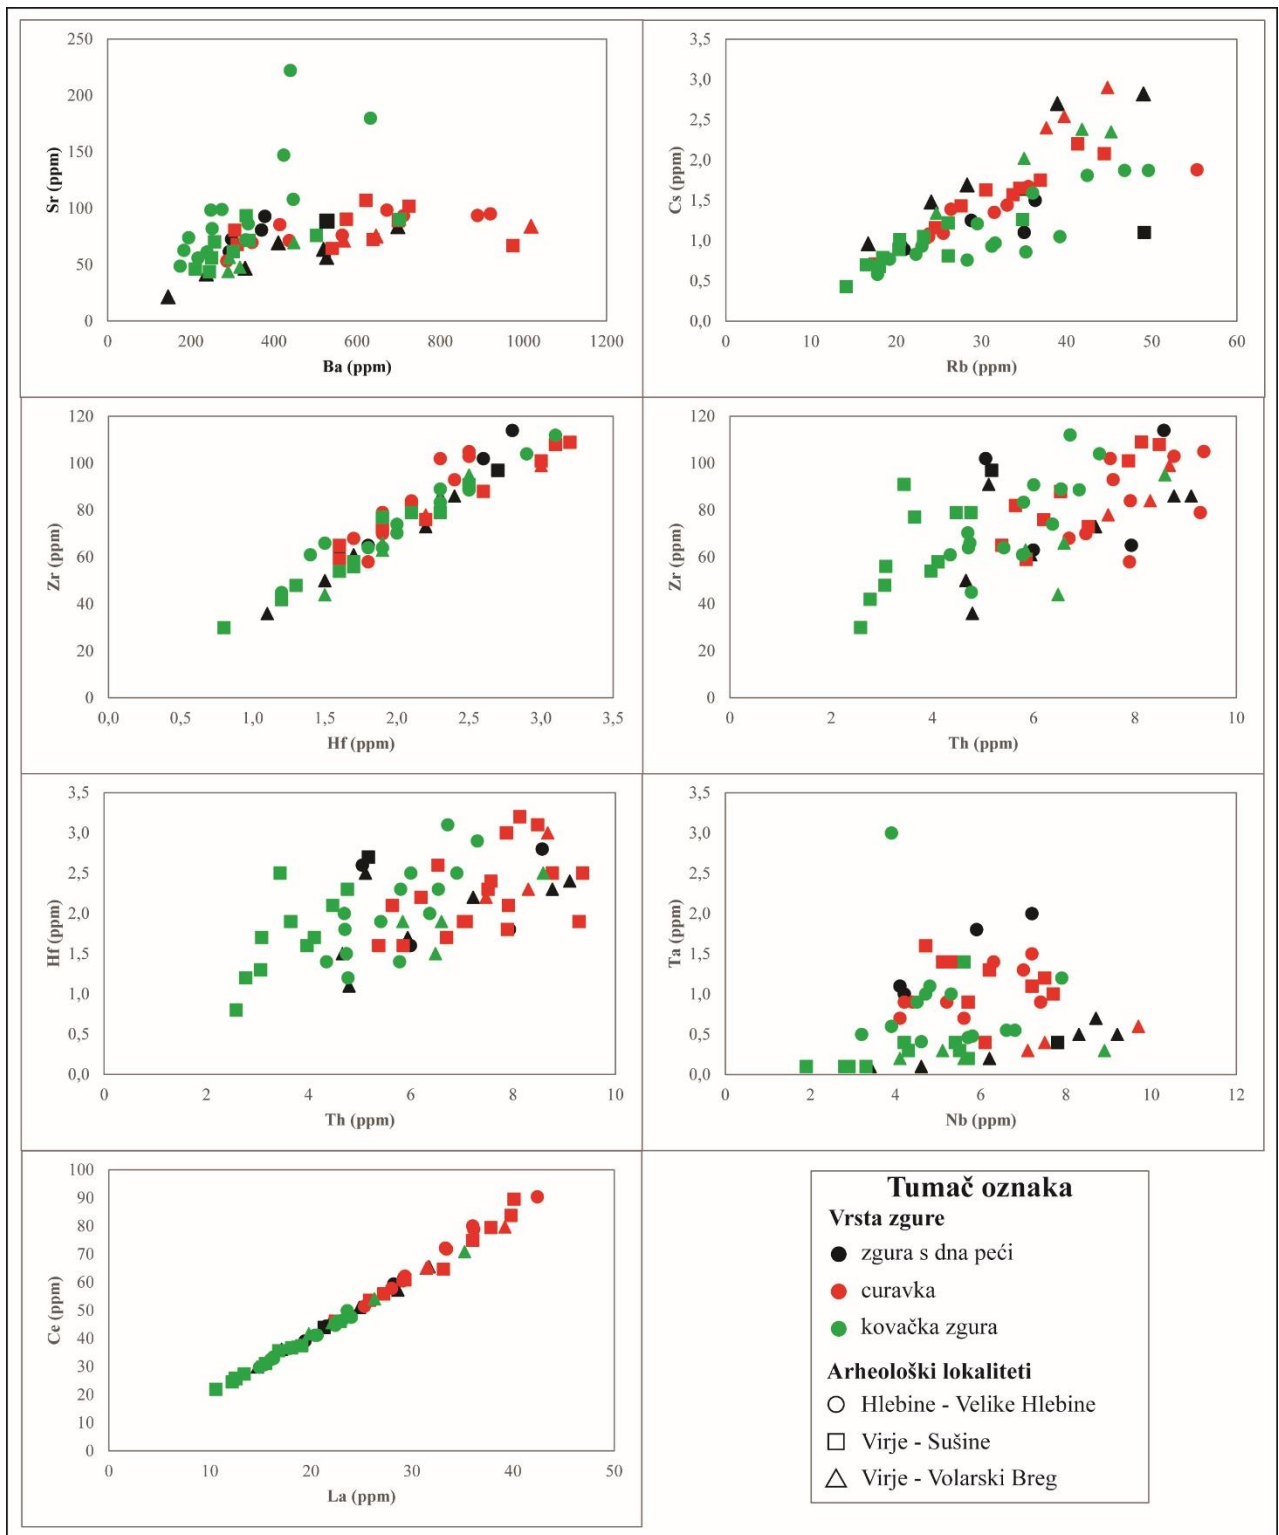 250
200
150
100
50
0
Sr (ppm)
200 400 600 800 1000 1200
Ba (ppm)
3,5
3,0
2,5
2,0
1,5
1,0
0,5
0,0
Cs (ppm)
0 10 20 30 40 50 60
Rb (ppm)
120
100
80
60
40
20
0
Zr (ppm)
0,0 0,5 1,0 1,5 2,0 2,5 3,0 3,5
Hf (ppm)
120
100
80
60
40
20
0
Zr (ppm)
0 2 4 6 8 10
Th (ppm)
3,5
3,0
2,5
2,0
1,5
1,0
0,5
0,0
Hf (ppm)
0 2 4 6 8 10
Th (ppm)
3,5
3,0
2,5
2,0
1,5
1,0
0,5
0,0
Ta (ppm)
0 2 4 6 8 10 12
Nb (ppm)
100
90
80
70
60
50
40
30
20
10
0
Ce (ppm)
0 10 20 30 40 50
La (ppm)
Tumač oznaka
Vrsta zgure
zgura s dna peći
curavka
kovačka zgura
Arheološki lokaliteti
Hlebine - Velike Hlebine
Virje - Sušine
Virje - Volarski Breg